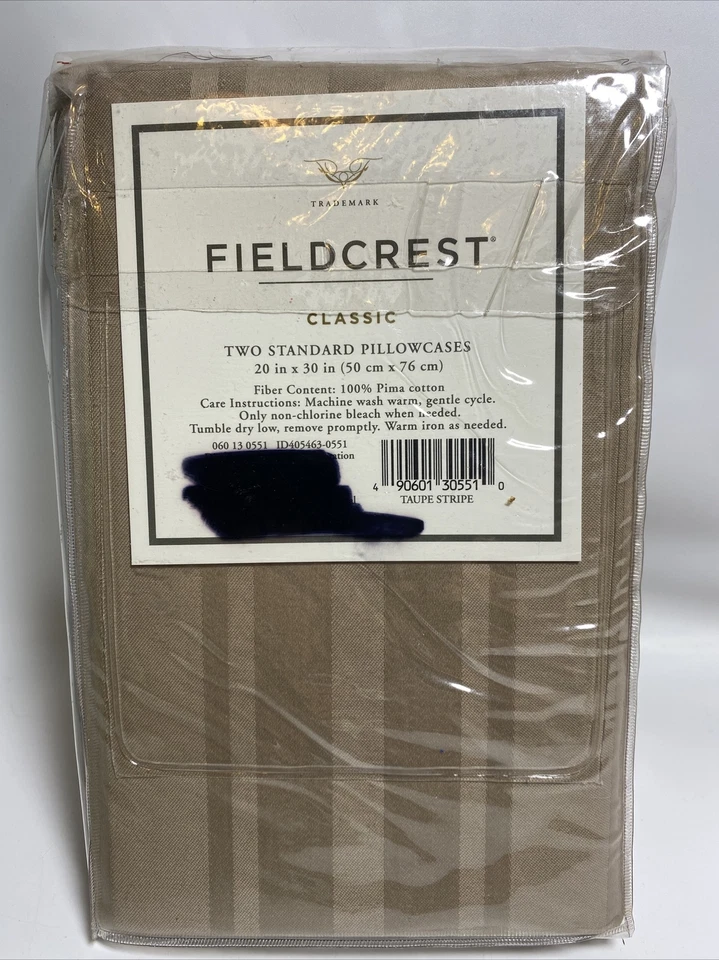 TRADEMARK
FIELDCREST®
CLASSIC
TWO STANDARD PILLOWCASES
20 in x 30 in (50 cm x 76 cm)
Fiber Content: 100% Pima cotton
Care Instructions: Machine wash warm, gentle cycle.
Only non-chlorine bleach when needed.
Tumble dry low, remove promptly. Warm iron as needed.
060 13 0551 ID405463-0551
4 90601 30551 0
TAUPE STRIPE